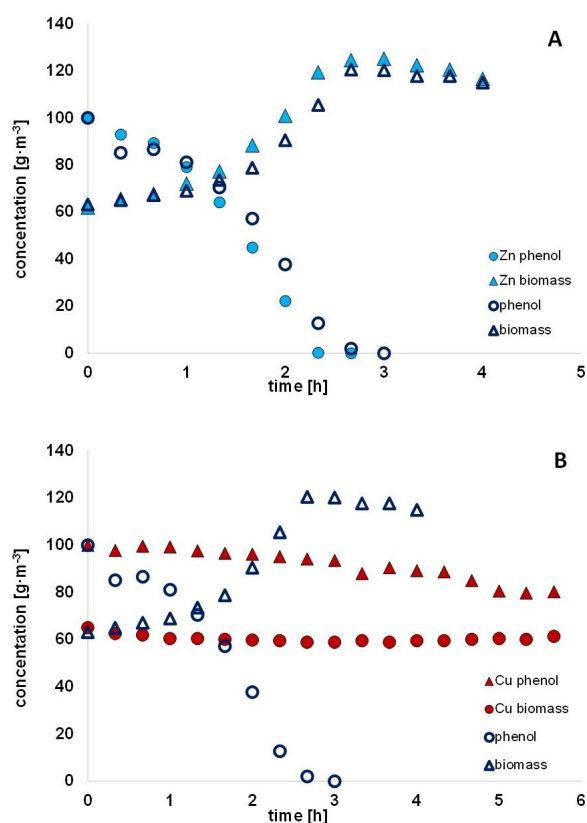 A
concentation [g·m⁻³]
140
120
100
80
60
40
20
0
Zn phenol
Zn biomass
phenol
biomass
0 1 2 3 4 5
time [h]
B
concentation [g·m⁻³]
140
120
100
80
60
40
20
0
Cu phenol
Cu biomass
phenol
biomass
0 1 2 3 4 5 6
time [h]